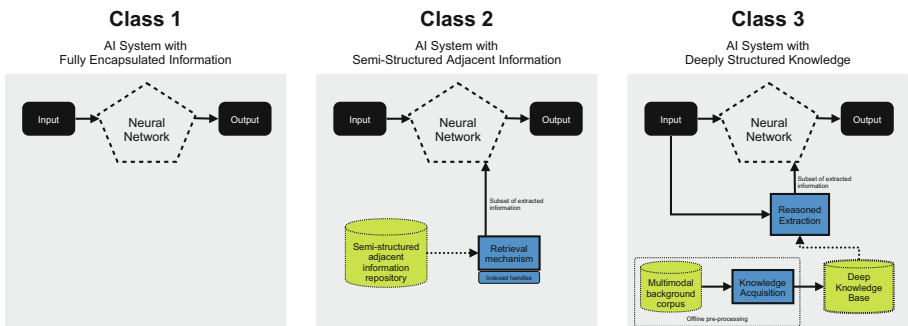 Class 1
AI System with
Fully Encapsulated Information
Input
Neural
Network
Output
Class 2
AI System with
Semi-Structured Adjacent Information
Input
Neural
Network
Output
Subset of extracted
information
Semi-structured
adjacent
information
repository
Retrieval
mechanism
Indexed handles
Class 3
AI System with
Deeply Structured Knowledge
Input
Neural
Network
Output
Subset of extracted
information
Reasoned
Extraction
Multimodal
background
corpus
Knowledge
Acquisition
Deep
Knowledge
Base
Offline pre-processing